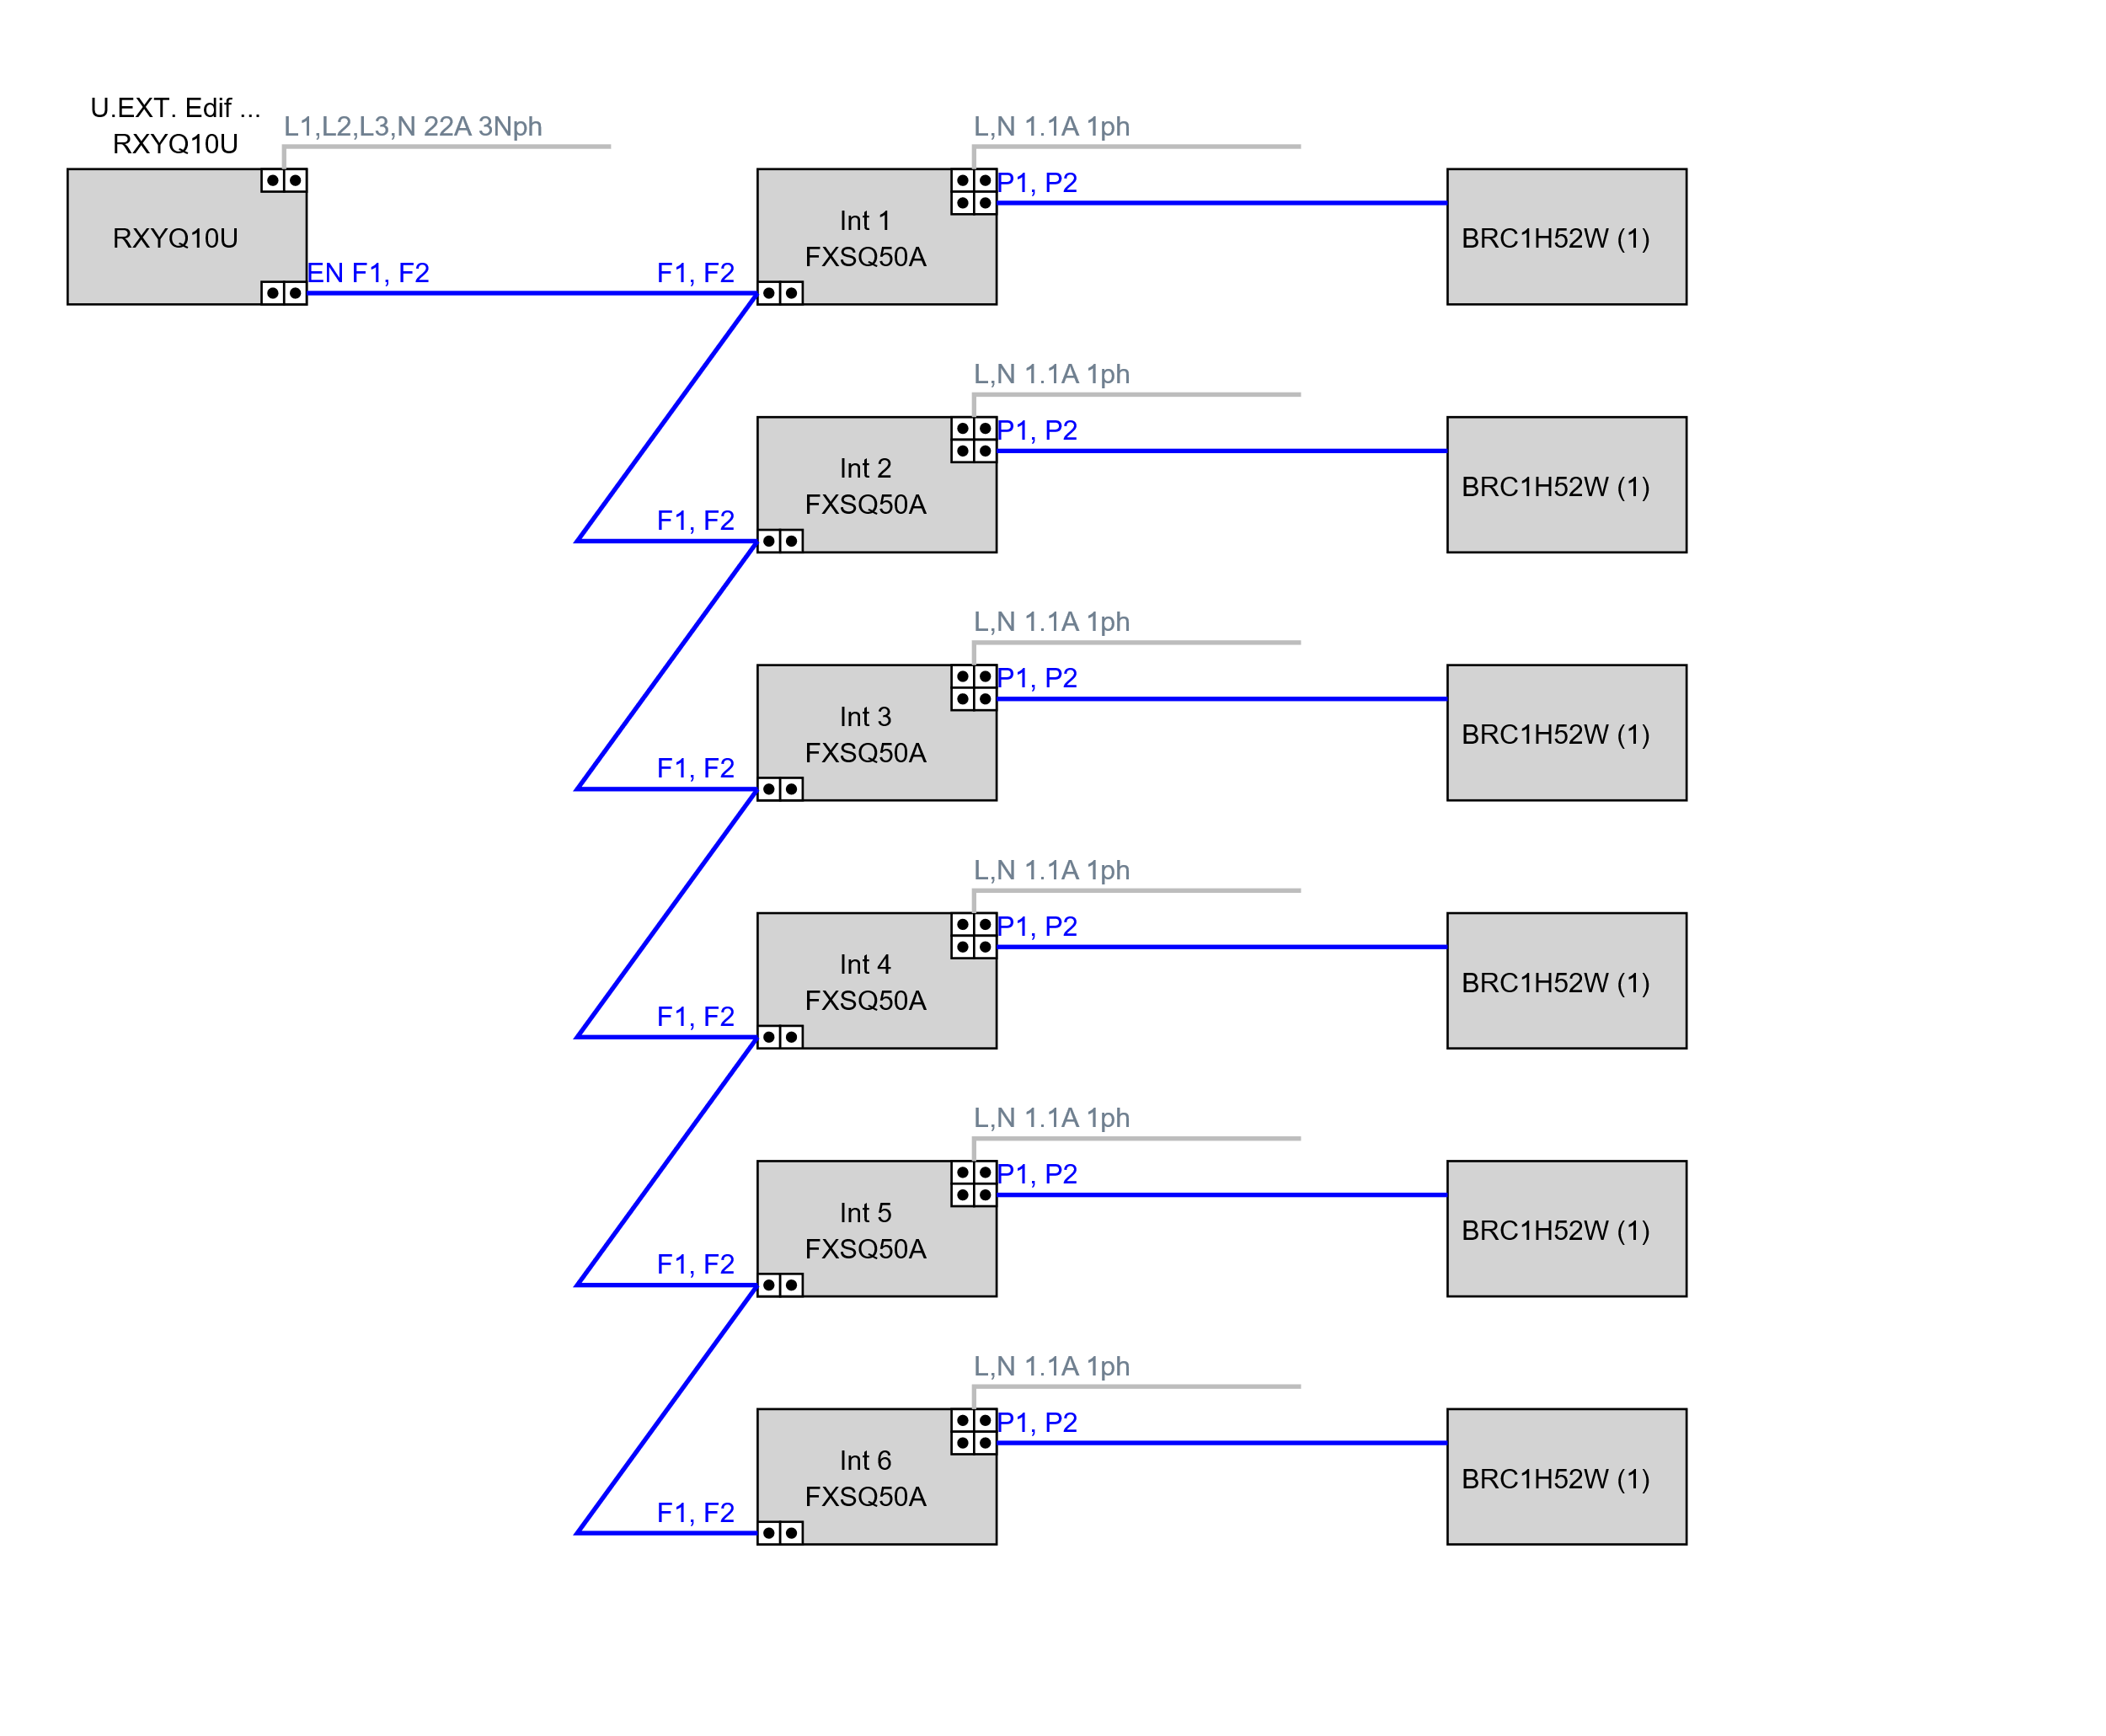 U.EXT. Edif ...
RXYQ10U
L1,L2,L3,N 22A 3Nph
RXYQ10U
EN F1, F2
F1, F2
L,N 1.1A 1ph
P1, P2
Int 1
FXSQ50A
BRC1H52W (1)
L,N 1.1A 1ph
P1, P2
Int 2
FXSQ50A
BRC1H52W (1)
F1, F2
L,N 1.1A 1ph
P1, P2
Int 3
FXSQ50A
BRC1H52W (1)
F1, F2
L,N 1.1A 1ph
P1, P2
Int 4
FXSQ50A
BRC1H52W (1)
F1, F2
L,N 1.1A 1ph
P1, P2
Int 5
FXSQ50A
BRC1H52W (1)
F1, F2
L,N 1.1A 1ph
P1, P2
Int 6
FXSQ50A
BRC1H52W (1)
F1, F2